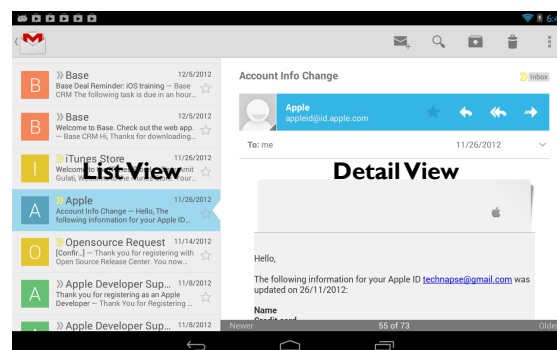 6:4
Base 12/5/2012
Base Deal Reminder: iOS training — Base
CRM The following task is due in an hour...
Base 12/5/2012
Welcome to Base. Check out the web app.
– Base CRM Hi, Thanks for downloading...
iTunes Store 11/26/2012
Gulati,
List View
Apple 11/26/2012
Account Info Change — Hello, The
following information for your Apple ID...
Opensource Request 11/14/2012
[Confir...] — Thank you for registering with
Open Source Release Center. You now...
Apple Developer Sup... 11/8/2012
Thank you for registering as an Apple
Developer — Thank You for Registering ...
Apple Developer Sup... 11/8/2012
B
B
I
A
O
A
Account Info Change Inbox
Apple
appleid@id.apple.com
To: me 11/26/2012
Detail View
Hello,
The following information for your Apple ID technapse@gmail.com was
updated on 26/11/2012:
Name
Credit card
Newer 55 of 73 Older